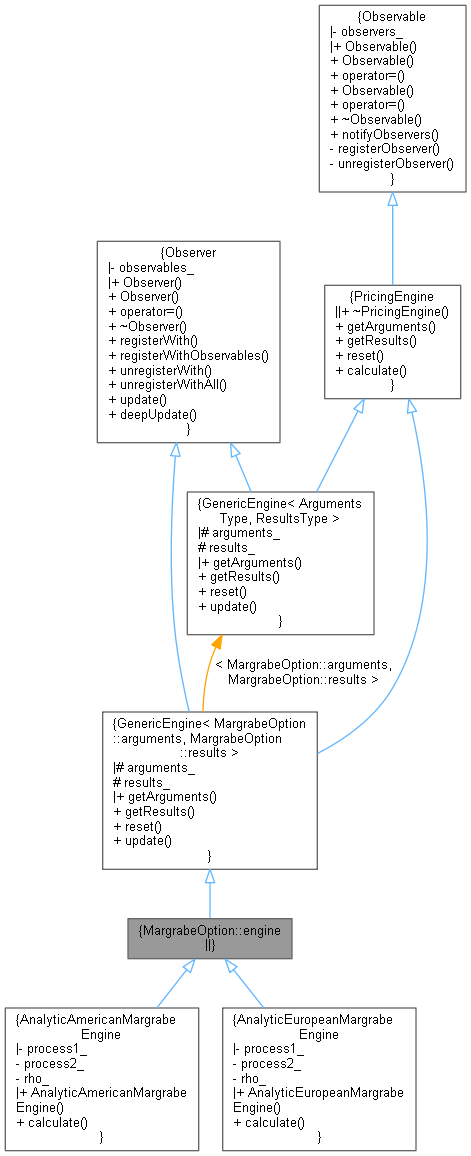 {Observable
|- observers_
|+ Observable()
+ Observable()
+ operator=()
+ Observable()
+ operator=()
+ ~Observable()
+ notifyObservers()
- registerObserver()
- unregisterObserver()
}
{Observer
|- observables_
|+ Observer()
+ Observer()
+ operator=()
+ ~Observer()
+ registerWith()
+ registerWithObservables()
+ unregisterWith()
+ unregisterWithAll()
+ update()
+ deepUpdate()
}
{PricingEngine
||+ ~PricingEngine()
+ getArguments()
+ getResults()
+ reset()
+ calculate()
}
{GenericEngine< Arguments
Type, ResultsType >
|# arguments_
# results_
|+ getArguments()
+ getResults()
+ reset()
+ update()
}
< MargrabeOption::arguments,
MargrabeOption::results >
{GenericEngine< MargrabeOption
::arguments, MargrabeOption
::results >
|# arguments_
# results_
|+ getArguments()
+ getResults()
+ reset()
+ update()
}
{MargrabeOption::engine
||}
{AnalyticAmericanMargrabe
Engine
|- process1_
- process2_
- rho_
|+ AnalyticAmericanMargrabe
Engine()
+ calculate()
}
{AnalyticEuropeanMargrabe
Engine
|- process1_
- process2_
- rho_
|+ AnalyticEuropeanMargrabe
Engine()
+ calculate()
}